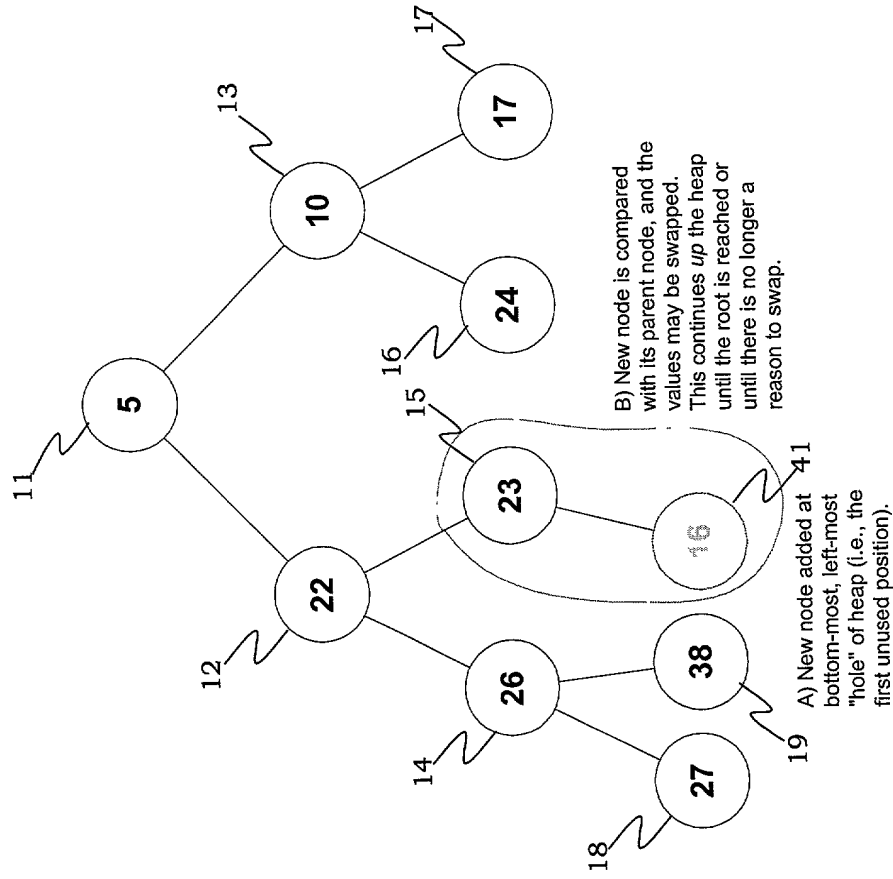 11
5
13
10
12
22
17
17
16
24
15
23
14
26
41
16
19
38
18
27
A) New node added at
bottom-most, left-most
"hole" of heap (i.e., the
first unused position).
B) New node is compared
with its parent node, and the
values may be swapped.
This continues up the heap
until the root is reached or
until there is no longer a
reason to swap.